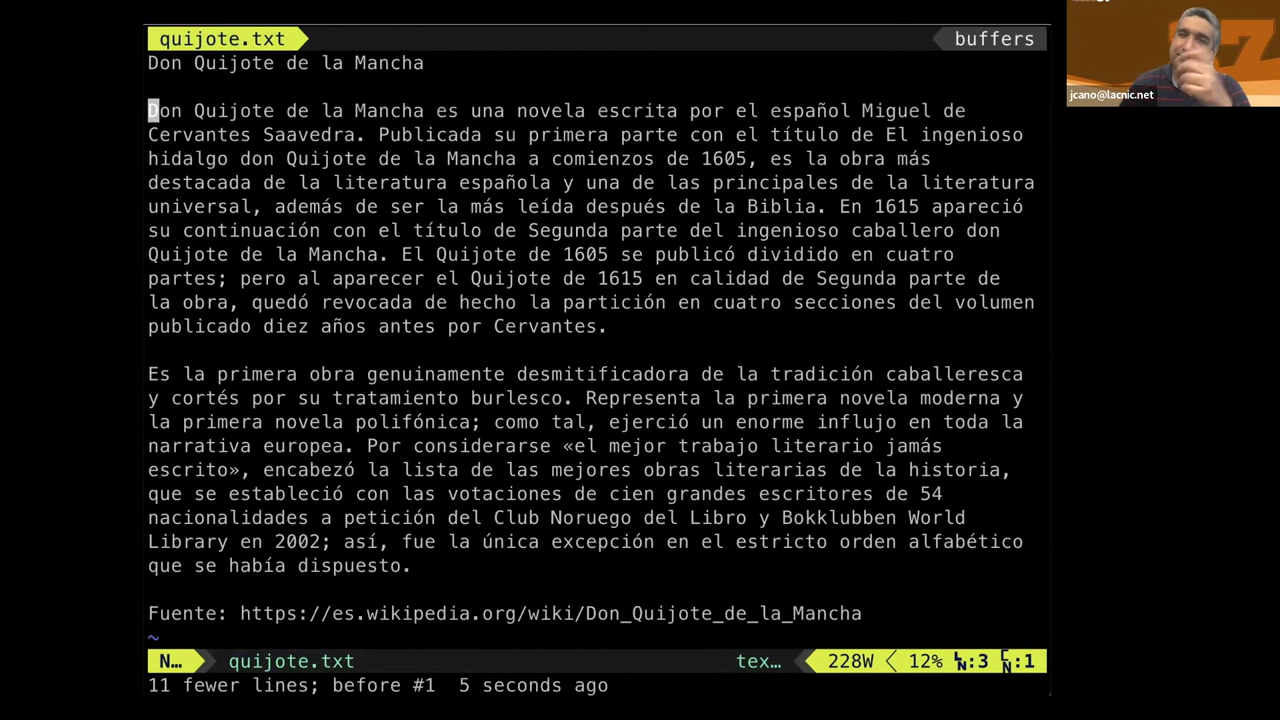 quijote.txt buffers
Don Quijote de la Mancha
Don Quijote de la Mancha es una novela escrita por el español Miguel de
Cervantes Saavedra. Publicada su primera parte con el título de El ingenioso
hidalgo don Quijote de la Mancha a comienzos de 1605, es la obra más
destacada de la literatura española y una de las principales de la literatura
universal, además de ser la más leída después de la Biblia. En 1615 apareció
su continuación con el título de Segunda parte del ingenioso caballero don
Quijote de la Mancha. El Quijote de 1605 se publicó dividido en cuatro
partes; pero al aparecer el Quijote de 1615 en calidad de Segunda parte de
la obra, quedó revocada de hecho la partición en cuatro secciones del volumen
publicado diez años antes por Cervantes.
Es la primera obra genuinamente desmitificadora de la tradición caballeresca
y cortés por su tratamiento burlesco. Representa la primera novela moderna y
la primera novela polifónica; como tal, ejerció un enorme influjo en toda la
narrativa europea. Por considerarse «el mejor trabajo literario jamás
escrito», encabezó la lista de las mejores obras literarias de la historia,
que se estableció con las votaciones de cien grandes escritores de 54
nacionalidades a petición del Club Noruego del Libro y Bokklubben World
Library en 2002; así, fue la única excepción en el estricto orden alfabético
que se había dispuesto.
Fuente: https://es.wikipedia.org/wiki/Don_Quijote_de_la_Mancha
~
N… quijote.txt tex… 228W 12% LN:3 CN:1
11 fewer lines; before #1 5 seconds ago
jcano@lacnic.net